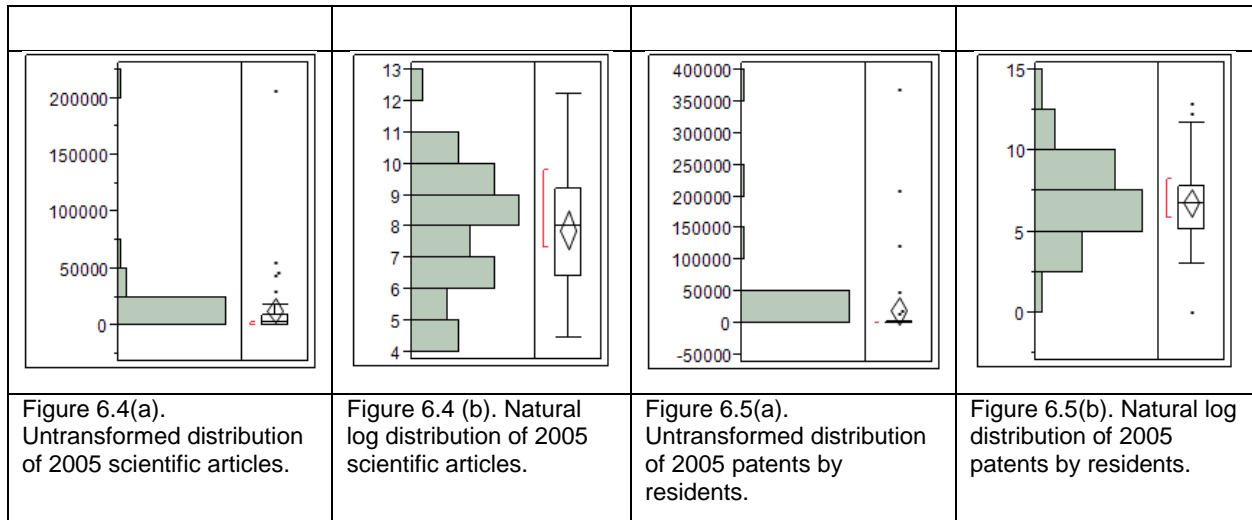 200000
150000
100000
50000
0
13
12
11
10
9
8
7
6
5
4
400000
350000
300000
250000
200000
150000
100000
50000
0
-50000
15
10
5
0
Figure 6.4(a).
Untransformed distribution
of 2005 scientific articles.
Figure 6.4 (b). Natural
log distribution of 2005
scientific articles.
Figure 6.5(a).
Untransformed distribution
of 2005 patents by
residents.
Figure 6.5(b). Natural log
distribution of 2005
patents by residents.